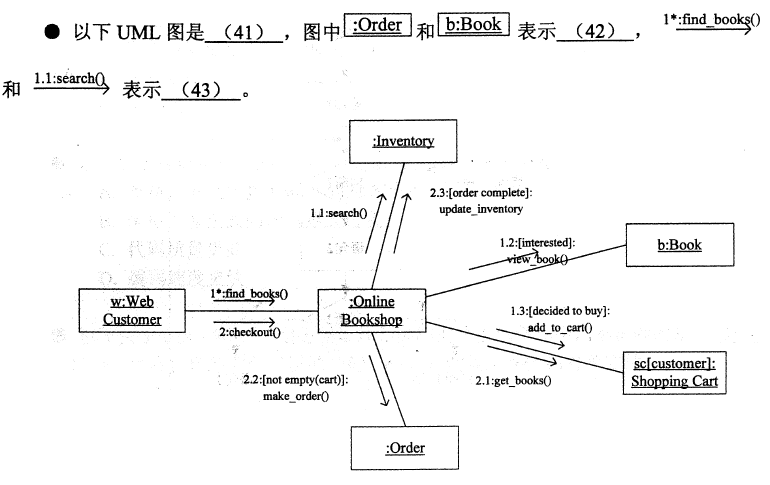 ● 以下 UML 图是 （41） ，图中 :Order 和 b:Book 表示 （42） ， 1*:find_books()
和 1.1:search() 表示 （43） 。
:Inventory
1.1:search()
2.3:[order complete]:
update_inventory
1.2:[interested]:
view_book()
b:Book
w:Web
Customer
1*:find_books()
2:checkout()
:Online
Bookshop
1.3:[decided to buy]:
add_to_cart()
2.1:get_books()
sc[customer]:
Shopping Cart
2.2:[not empty(cart)]:
make_order()
:Order